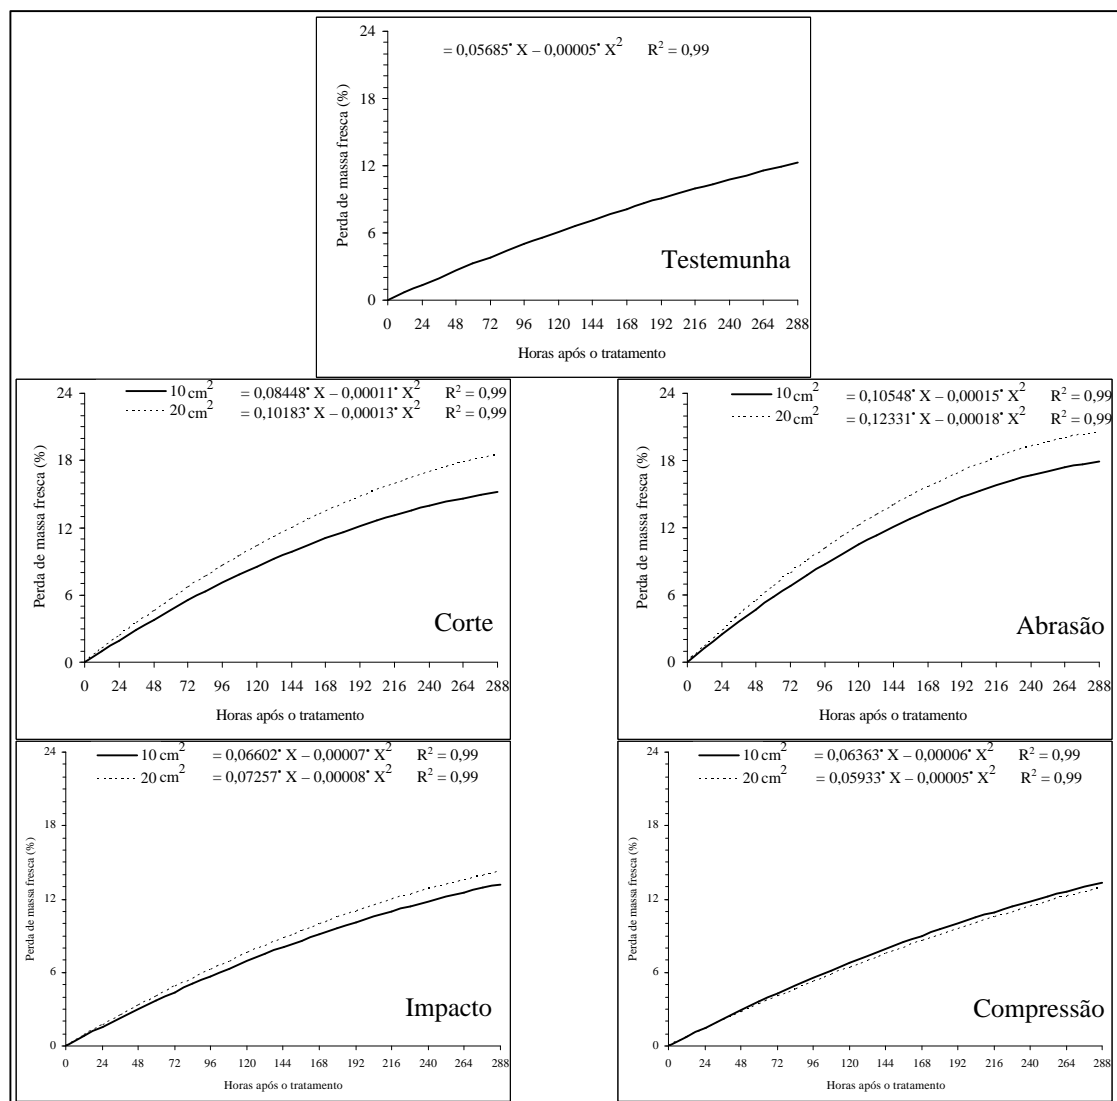 = 0,05685• X – 0,00005• X² R² = 0,99
Perda de massa fresca (%)
24
18
12
6
0
Testemunha
0 24 48 72 96 120 144 168 192 216 240 264 288
Horas após o tratamento
10 cm² = 0,08448• X – 0,00011• X² R² = 0,99
20 cm² = 0,10183• X – 0,00013• X² R² = 0,99
Perda de massa fresca (%)
24
18
12
6
0
Corte
0 24 48 72 96 120 144 168 192 216 240 264 288
Horas após o tratamento
10 cm² = 0,10548• X – 0,00015• X² R² = 0,99
20 cm² = 0,12331• X – 0,00018• X² R² = 0,99
Perda de massa fresca (%)
24
18
12
6
0
Abrasão
0 24 48 72 96 120 144 168 192 216 240 264 288
Horas após o tratamento
10 cm² = 0,06602• X – 0,00007• X² R² = 0,99
20 cm² = 0,07257• X – 0,00008• X² R² = 0,99
Perda de massa fresca (%)
24
18
12
6
0
Impacto
0 24 48 72 96 120 144 168 192 216 240 264 288
Horas após o tratamento
10 cm² = 0,06363• X – 0,00006• X² R² = 0,99
20 cm² = 0,05933• X – 0,00005• X² R² = 0,99
Perda de massa fresca (%)
24
18
12
6
0
Compressão
0 24 48 72 96 120 144 168 192 216 240 264 288
Horas após o tratamento